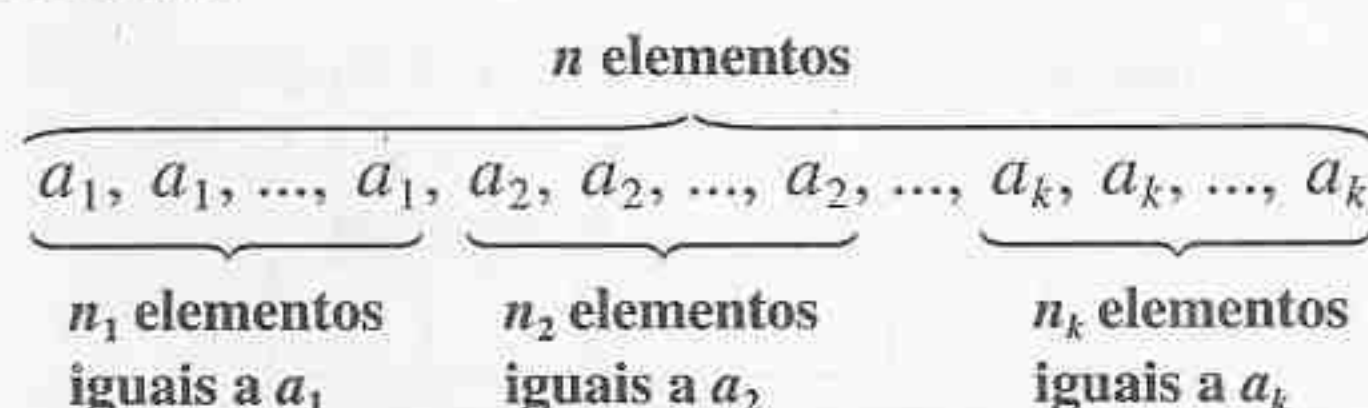 n elementos
a₁, a₁, ..., a₁, a₂, a₂, ..., a₂, ..., aₖ, aₖ, ..., aₖ
n₁ elementos n₂ elementos nₖ elementos
iguais a a₁ iguais a a₂ iguais a aₖ